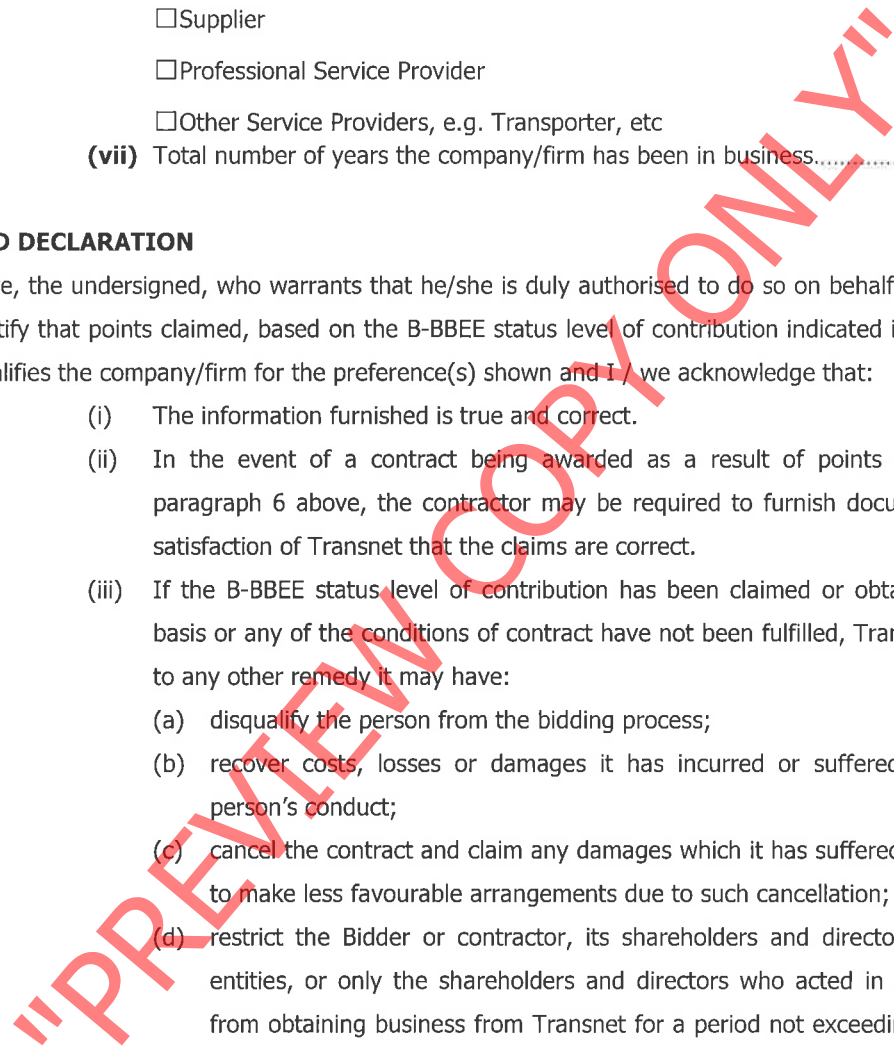 ☐Supplier
☐Professional Service Provider
☐Other Service Providers, e.g. Transporter, etc
(vii) Total number of years the company/firm has been in business..............
D DECLARATION
e, the undersigned, who warrants that he/she is duly authorised to do so on behalf
tify that points claimed, based on the B-BBEE status level of contribution indicated i
lifies the company/firm for the preference(s) shown and I / we acknowledge that:
(i) The information furnished is true and correct.
(ii) In the event of a contract being awarded as a result of points
paragraph 6 above, the contractor may be required to furnish docu
satisfaction of Transnet that the claims are correct.
(iii) If the B-BBEE status level of contribution has been claimed or obta
basis or any of the conditions of contract have not been fulfilled, Tran
to any other remedy it may have:
(a) disqualify the person from the bidding process;
(b) recover costs, losses or damages it has incurred or suffered
person's conduct;
(c) cancel the contract and claim any damages which it has suffered
to make less favourable arrangements due to such cancellation;
(d) restrict the Bidder or contractor, its shareholders and directo
entities, or only the shareholders and directors who acted in
from obtaining business from Transnet for a period not exceedi
"PREVIEW COPY ONLY"